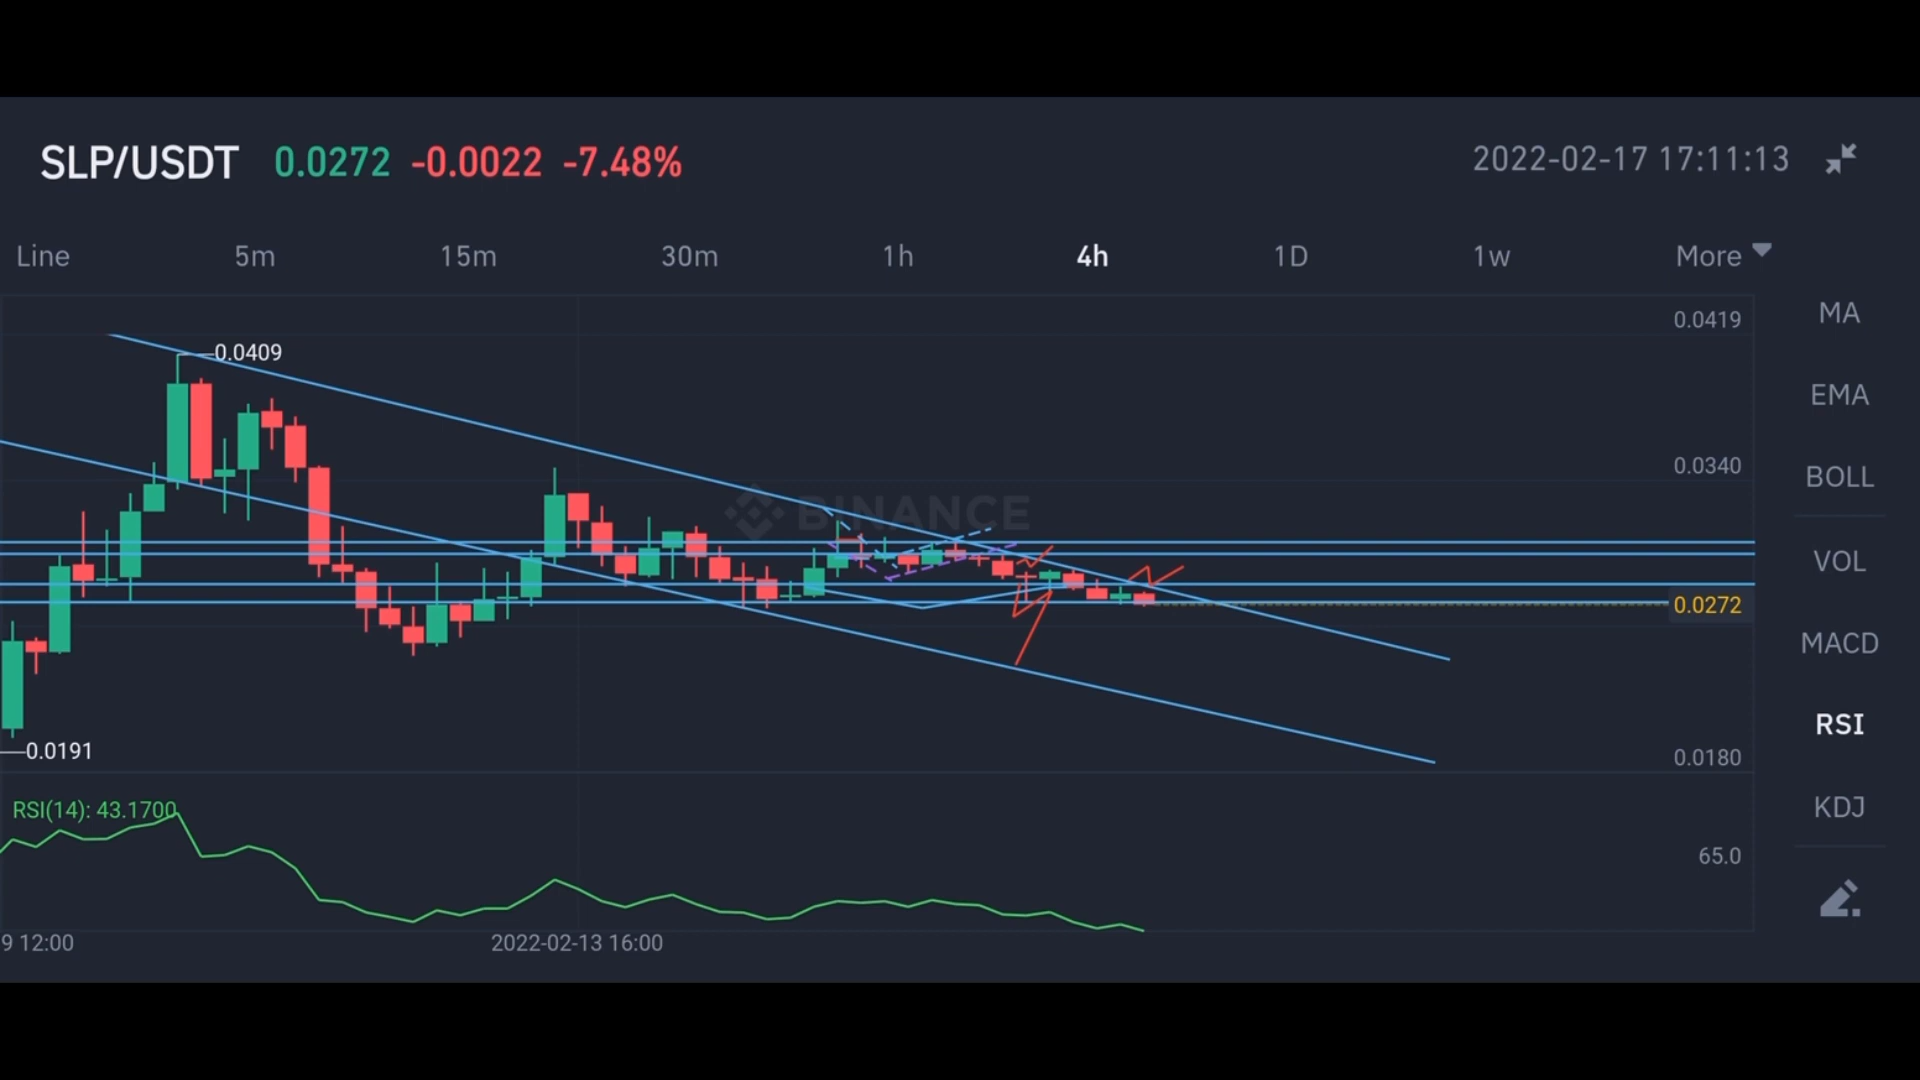 SLP/USDT 0.0272 -0.0022 -7.48% 2022-02-17 17:11:13
Line 5m 15m 30m 1h 4h 1D 1w More
0.0419
0.0409
0.0340
BINANCE
0.0272
0.0191
0.0180
MA
EMA
BOLL
VOL
MACD
RSI
KDJ
RSI(14): 43.1700
65.0
9 12:00 2022-02-13 16:00